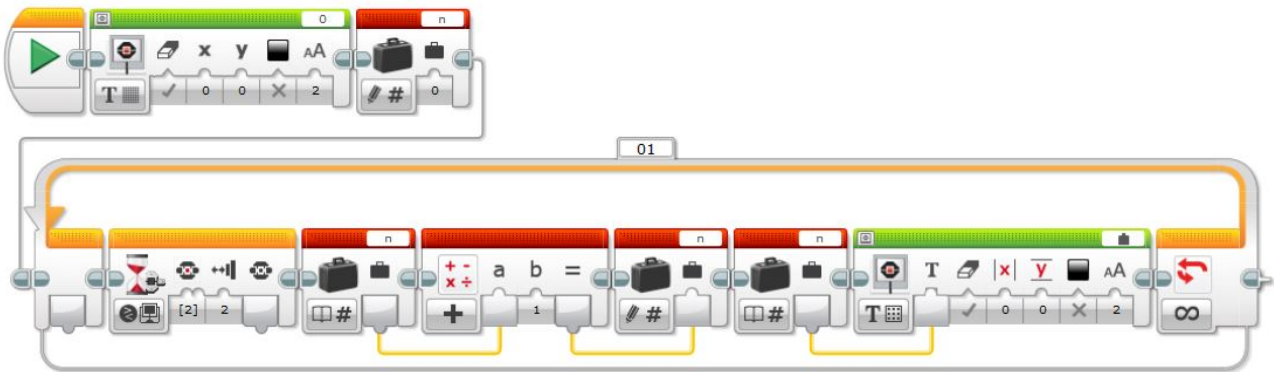 0 n
x y AA
T 0 0 2 # 0
01
n n n
a b = T x y AA
[2] 2 # + 1 # # T 0 0 2 ∞